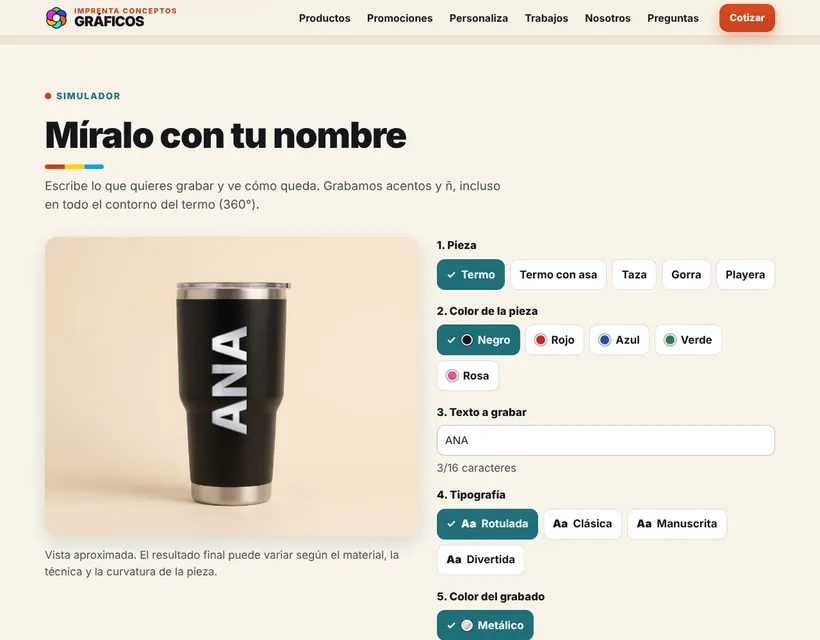 IMPRENTA CONCEPTOS
GRÁFICOS
Productos
Promociones
Personaliza
Trabajos
Nosotros
Preguntas
Cotizar
SIMULADOR
Míralo con tu nombre
Escribe lo que quieres grabar y ve cómo queda. Grabamos acentos y ñ, incluso
en todo el contorno del termo (360°).
ANA
Vista aproximada. El resultado final puede variar según el material, la
técnica y la curvatura de la pieza.
1. Pieza
✓ Termo
Termo con asa
Taza
Gorra
Playera
2. Color de la pieza
✓ Negro
Rojo
Azul
Verde
Rosa
3. Texto a grabar
ANA
3/16 caracteres
4. Tipografía
✓ Aa Rotulada
Aa Clásica
Aa Manuscrita
Aa Divertida
5. Color del grabado
✓ Metálico